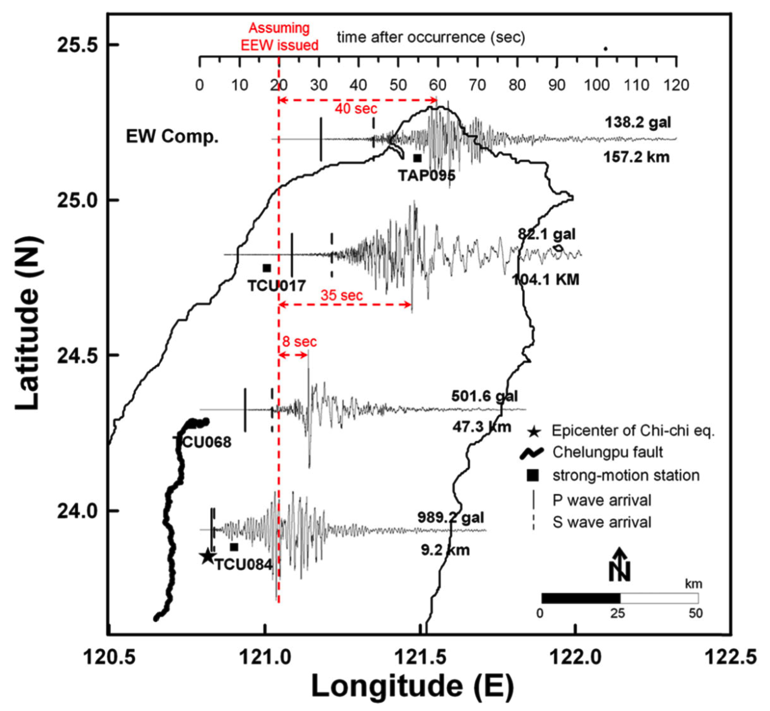 25.5
Assuming
EEW issued
time after occurrence (sec)
0 10 20 30 40 50 60 70 80 90 100 110 120
40 sec
EW Comp.
138.2 gal
157.2 km
TAP095
25.0
82.1 gal
104.1 KM
TCU017
35 sec
24.5
8 sec
501.6 gal
47.3 km
TCU068
Epicenter of Chi-chi eq.
Chelungpu fault
strong-motion station
P wave arrival
S wave arrival
24.0
989.2 gal
9.2 km
TCU084
N
km
0 25 50
120.5 121.0 121.5 122.0 122.5
Longitude (E)
Latitude (N)